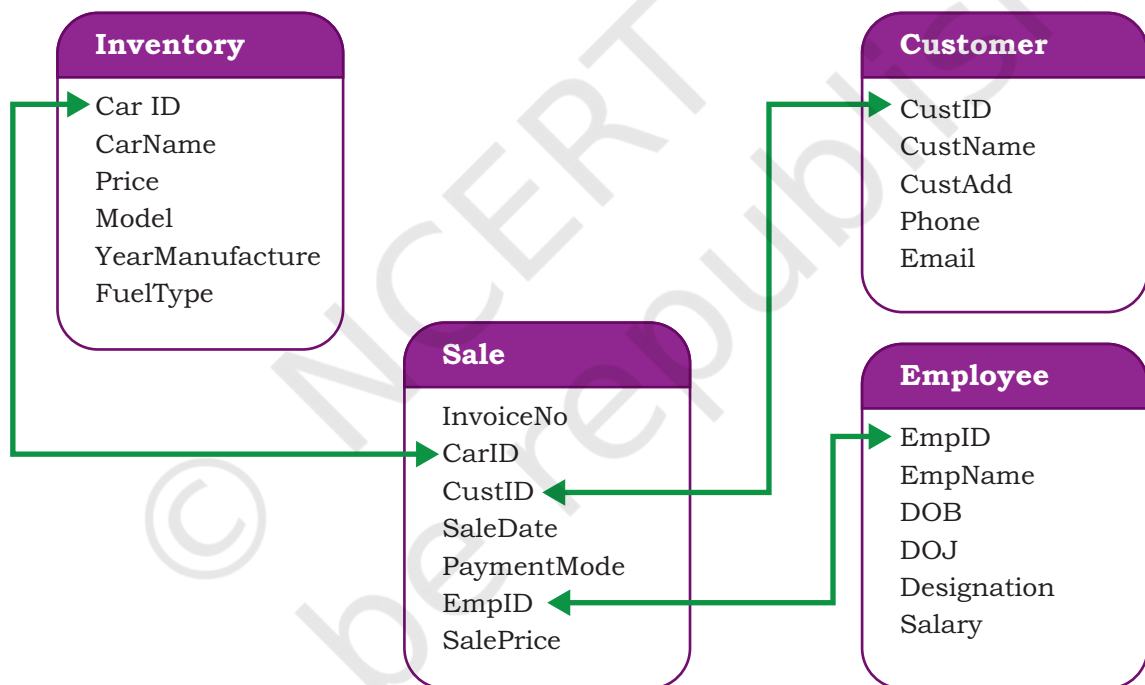 Inventory
Car ID
CarName
Price
Model
YearManufacture
FuelType
Customer
CustID
CustName
CustAdd
Phone
Email
Sale
InvoiceNo
CarID
CustID
SaleDate
PaymentMode
EmpID
SalePrice
Employee
EmpID
EmpName
DOB
DOJ
Designation
Salary
© NCERT
be republis